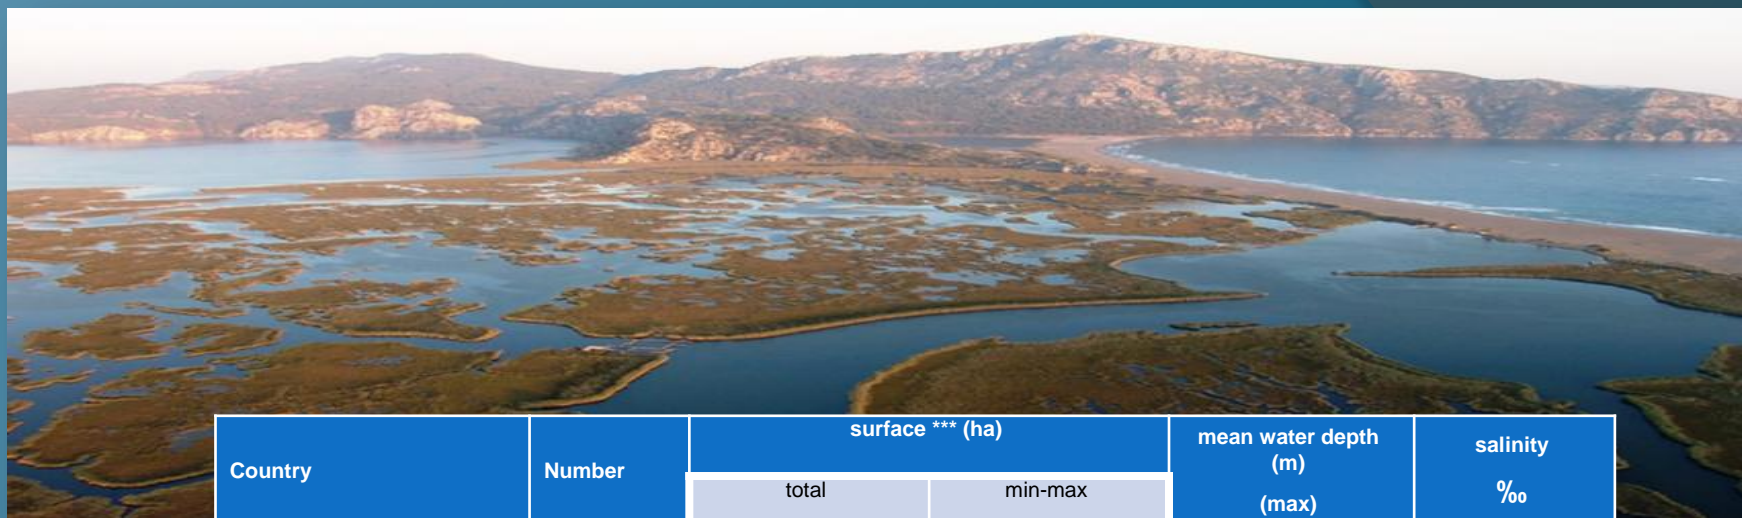 Country
Number
surface *** (ha)
total
min-max
mean water depth
(m)
(max)
salinity
‰